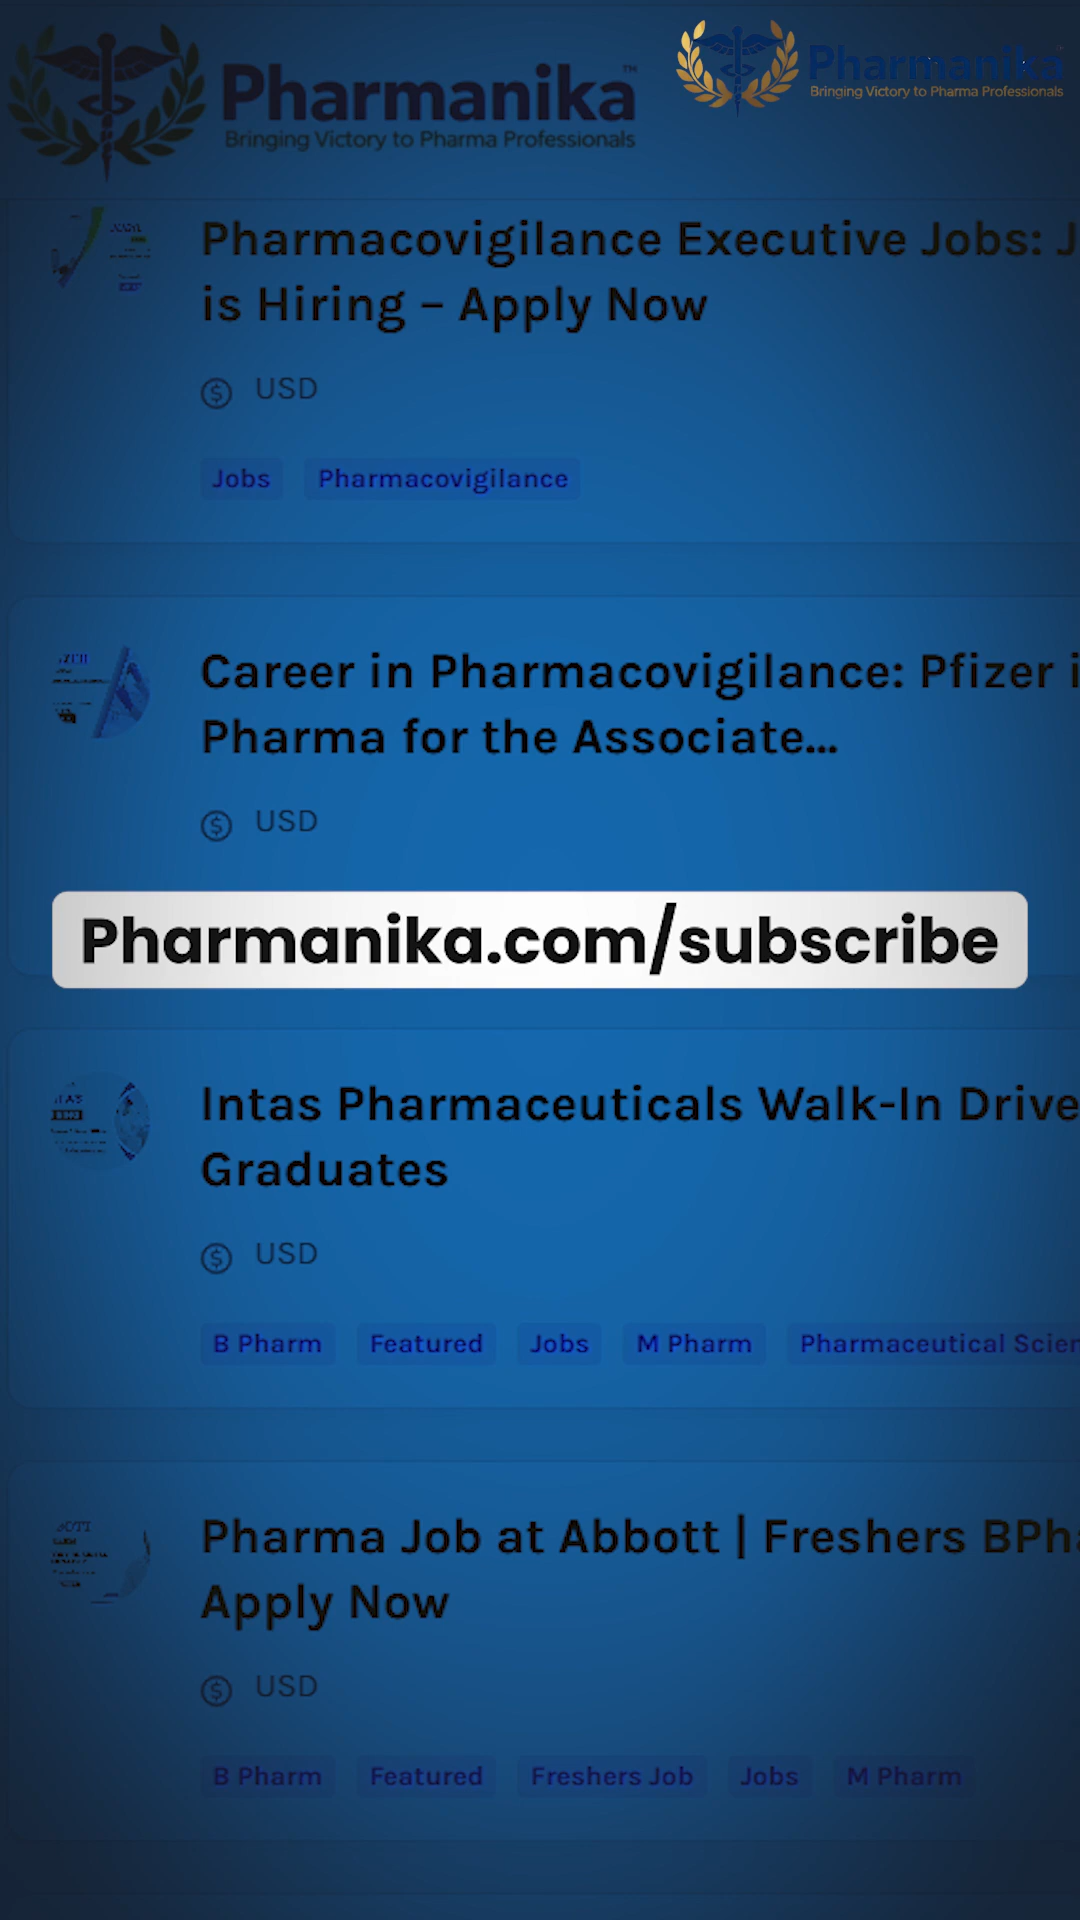 Pharmanika™
Bringing Victory to Pharma Professionals
Pharmanika
Bringing Victory to Pharma Professionals
Pharmacovigilance Executive Jobs: J
is Hiring – Apply Now
USD
Jobs Pharmacovigilance
Career in Pharmacovigilance: Pfizer i
Pharma for the Associate...
USD
Pharmanika.com/subscribe
Intas Pharmaceuticals Walk-In Drive
Graduates
USD
B Pharm Featured Jobs M Pharm Pharmaceutical Scien
Pharma Job at Abbott | Freshers BPha
Apply Now
USD
B Pharm Featured Freshers Job Jobs M Pharm